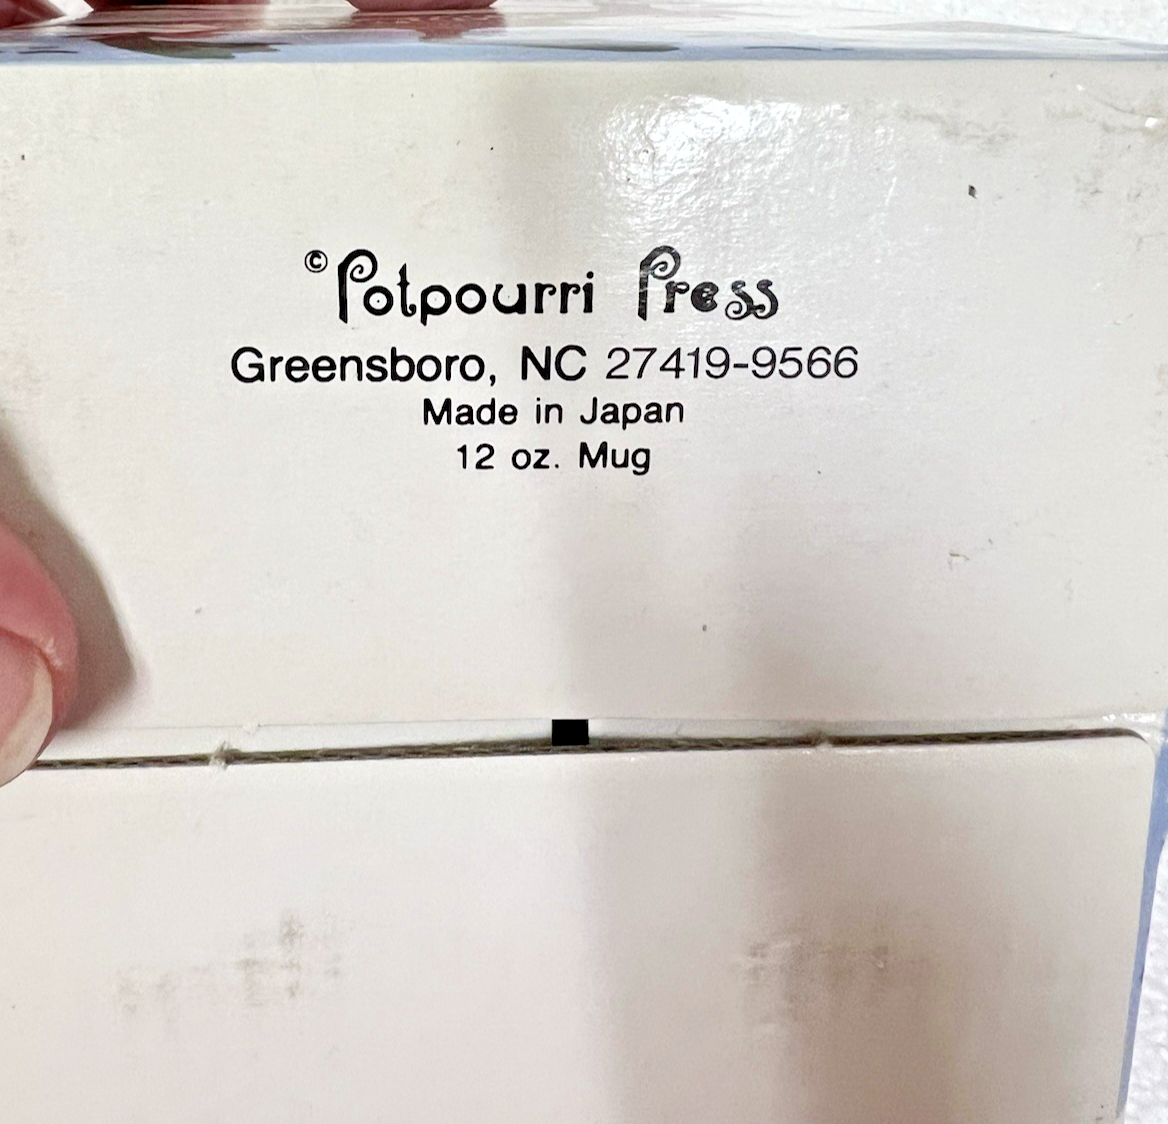 © Potpourri Press
Greensboro, NC 27419-9566
Made in Japan
12 oz. Mug